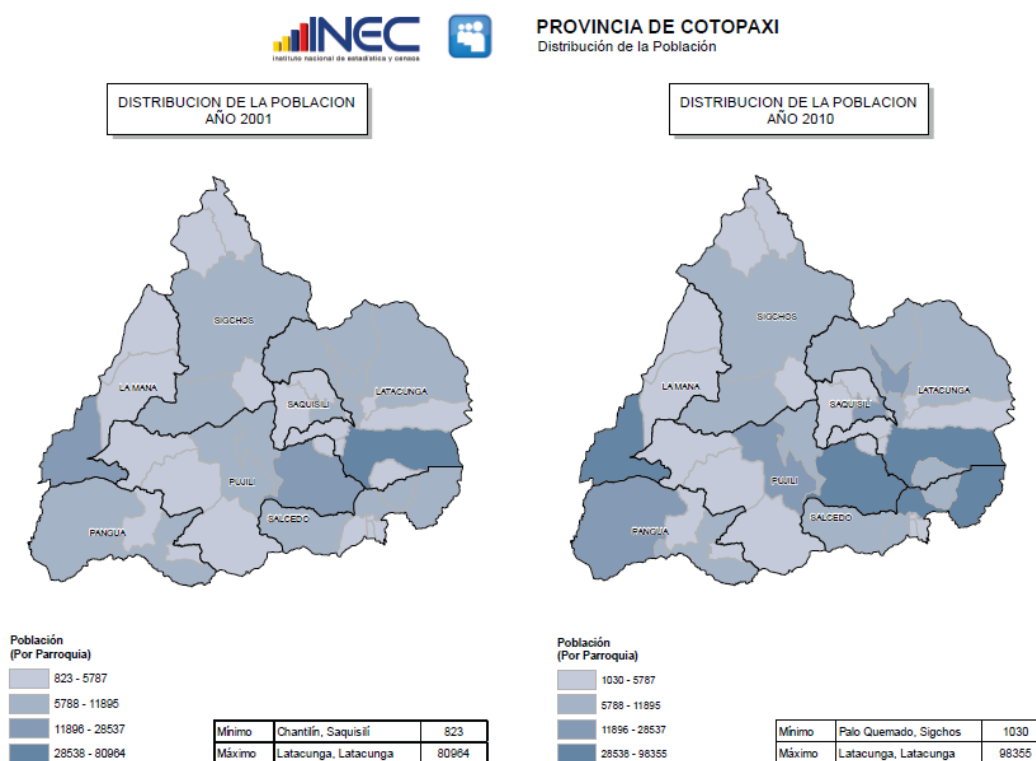 INEC
instituto nacional de estadística y censos
PROVINCIA DE COTOPAXI
Distribución de la Población
DISTRIBUCION DE LA POBLACION
AÑO 2001
SIGCHOS
LA MANA
LATACUNGA
SAQUISILI
PUJILI
SALCEDO
PANGUA
Población
(Por Parroquia)
823 - 5787
5788 - 11895
11896 - 28537
28538 - 80964
Mínimo Chantilín, Saquisilí 823
Máximo Latacunga, Latacunga 80964
DISTRIBUCION DE LA POBLACION
AÑO 2010
SIGCHOS
LA MANA
LATACUNGA
SAQUISILI
PUJILI
SALCEDO
PANGUA
Población
(Por Parroquia)
1030 - 5787
5788 - 11895
11896 - 28537
28538 - 98355
Mínimo Palo Quemado, Sigchos 1030
Máximo Latacunga, Latacunga 98355